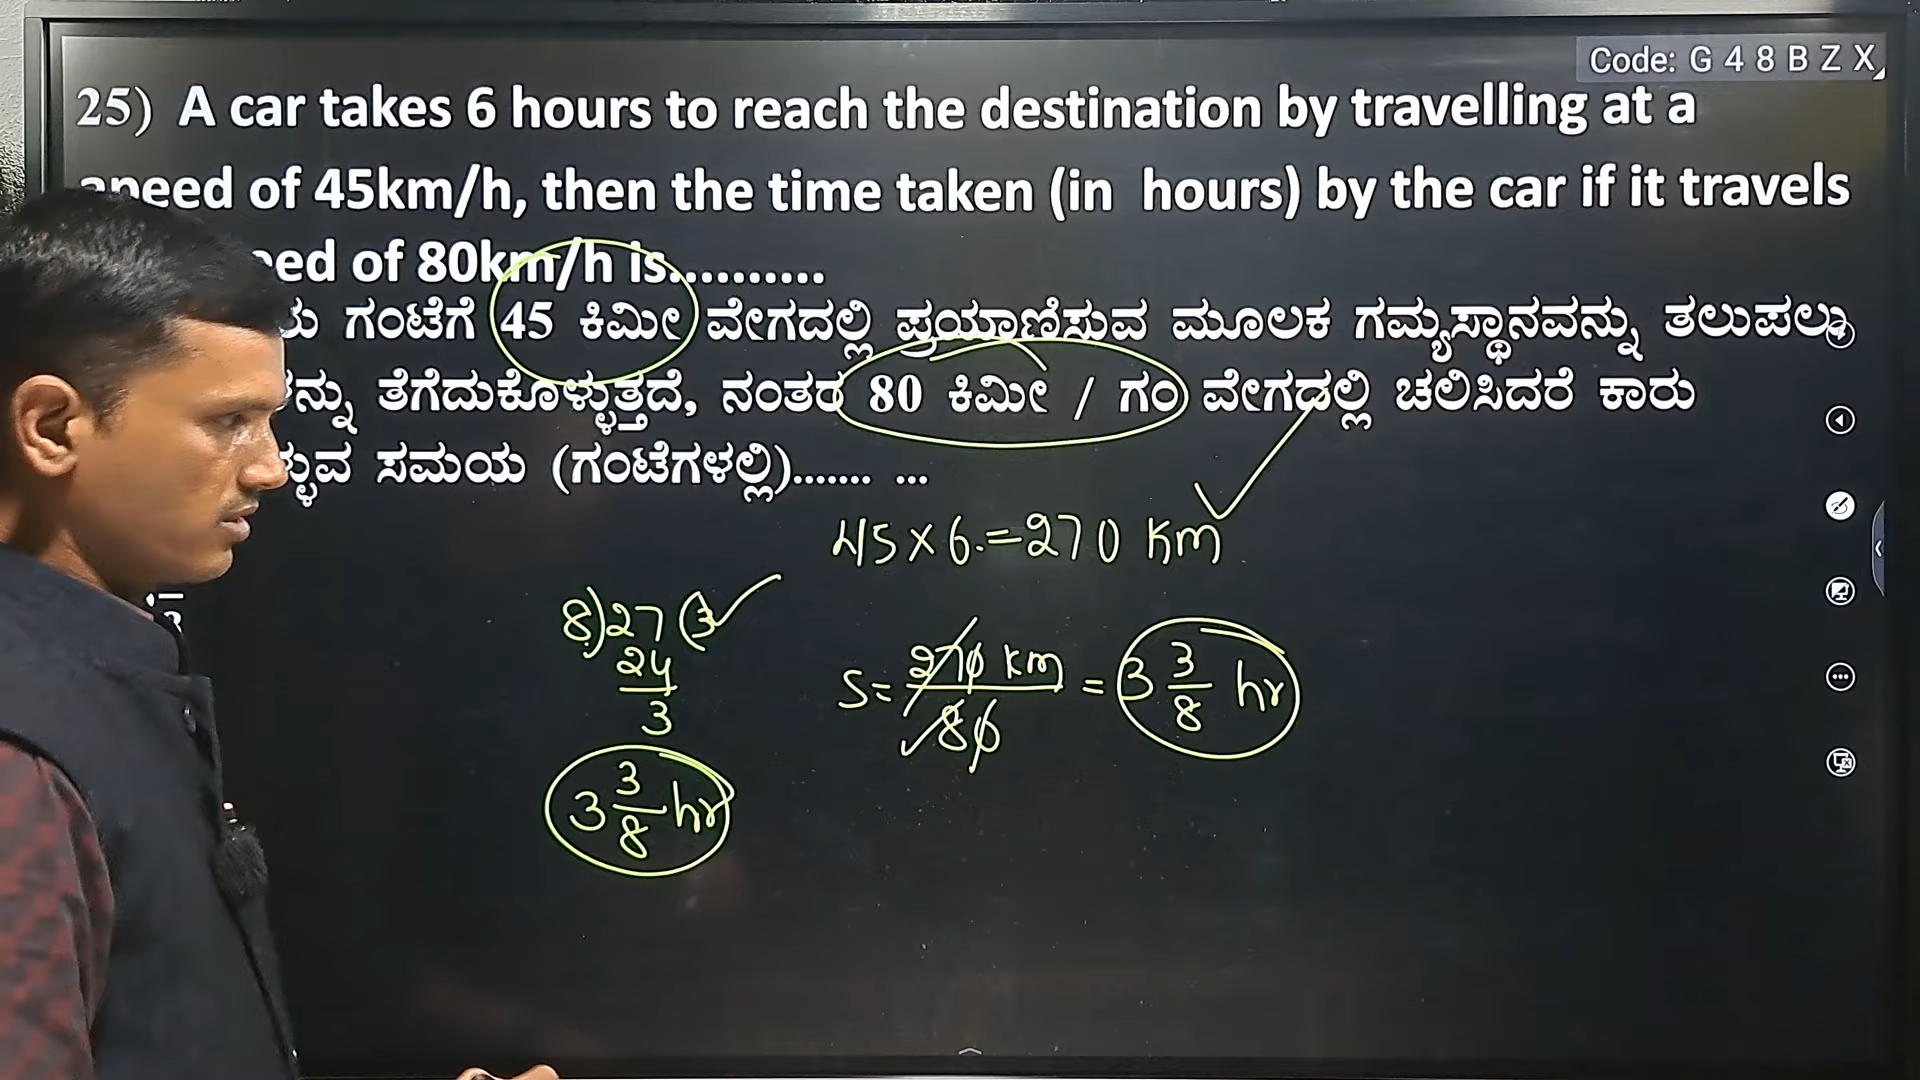 Code: G 4 8 B Z X
25) A car takes 6 hours to reach the destination by travelling at a
speed of 45km/h, then the time taken (in hours) by the car if it travels
of 80km/h is..........
ಗಂಟೆಗೆ 45 ಕಿಮೀ ವೇಗದಲ್ಲಿ ಪ್ರಯಾಣಿಸುವ ಮೂಲಕ ಗಮ್ಯಸ್ಥಾನವನ್ನು ತಲುಪಲು
ತೆಗೆದುಕೊಳ್ಳುತ್ತದೆ, ನಂತರ 80 ಕಿಮೀ / ಗಂ ವೇಗದಲ್ಲಿ ಚಲಿಸಿದರೆ ಕಾರು
ಸಮಯ (ಗಂಟೆಗಳಲ್ಲಿ)....... ...
45 × 6.=270 Km
8)27(3
24
3
3 3/8 hr
S= 270 km/80 = 3 3/8 hr